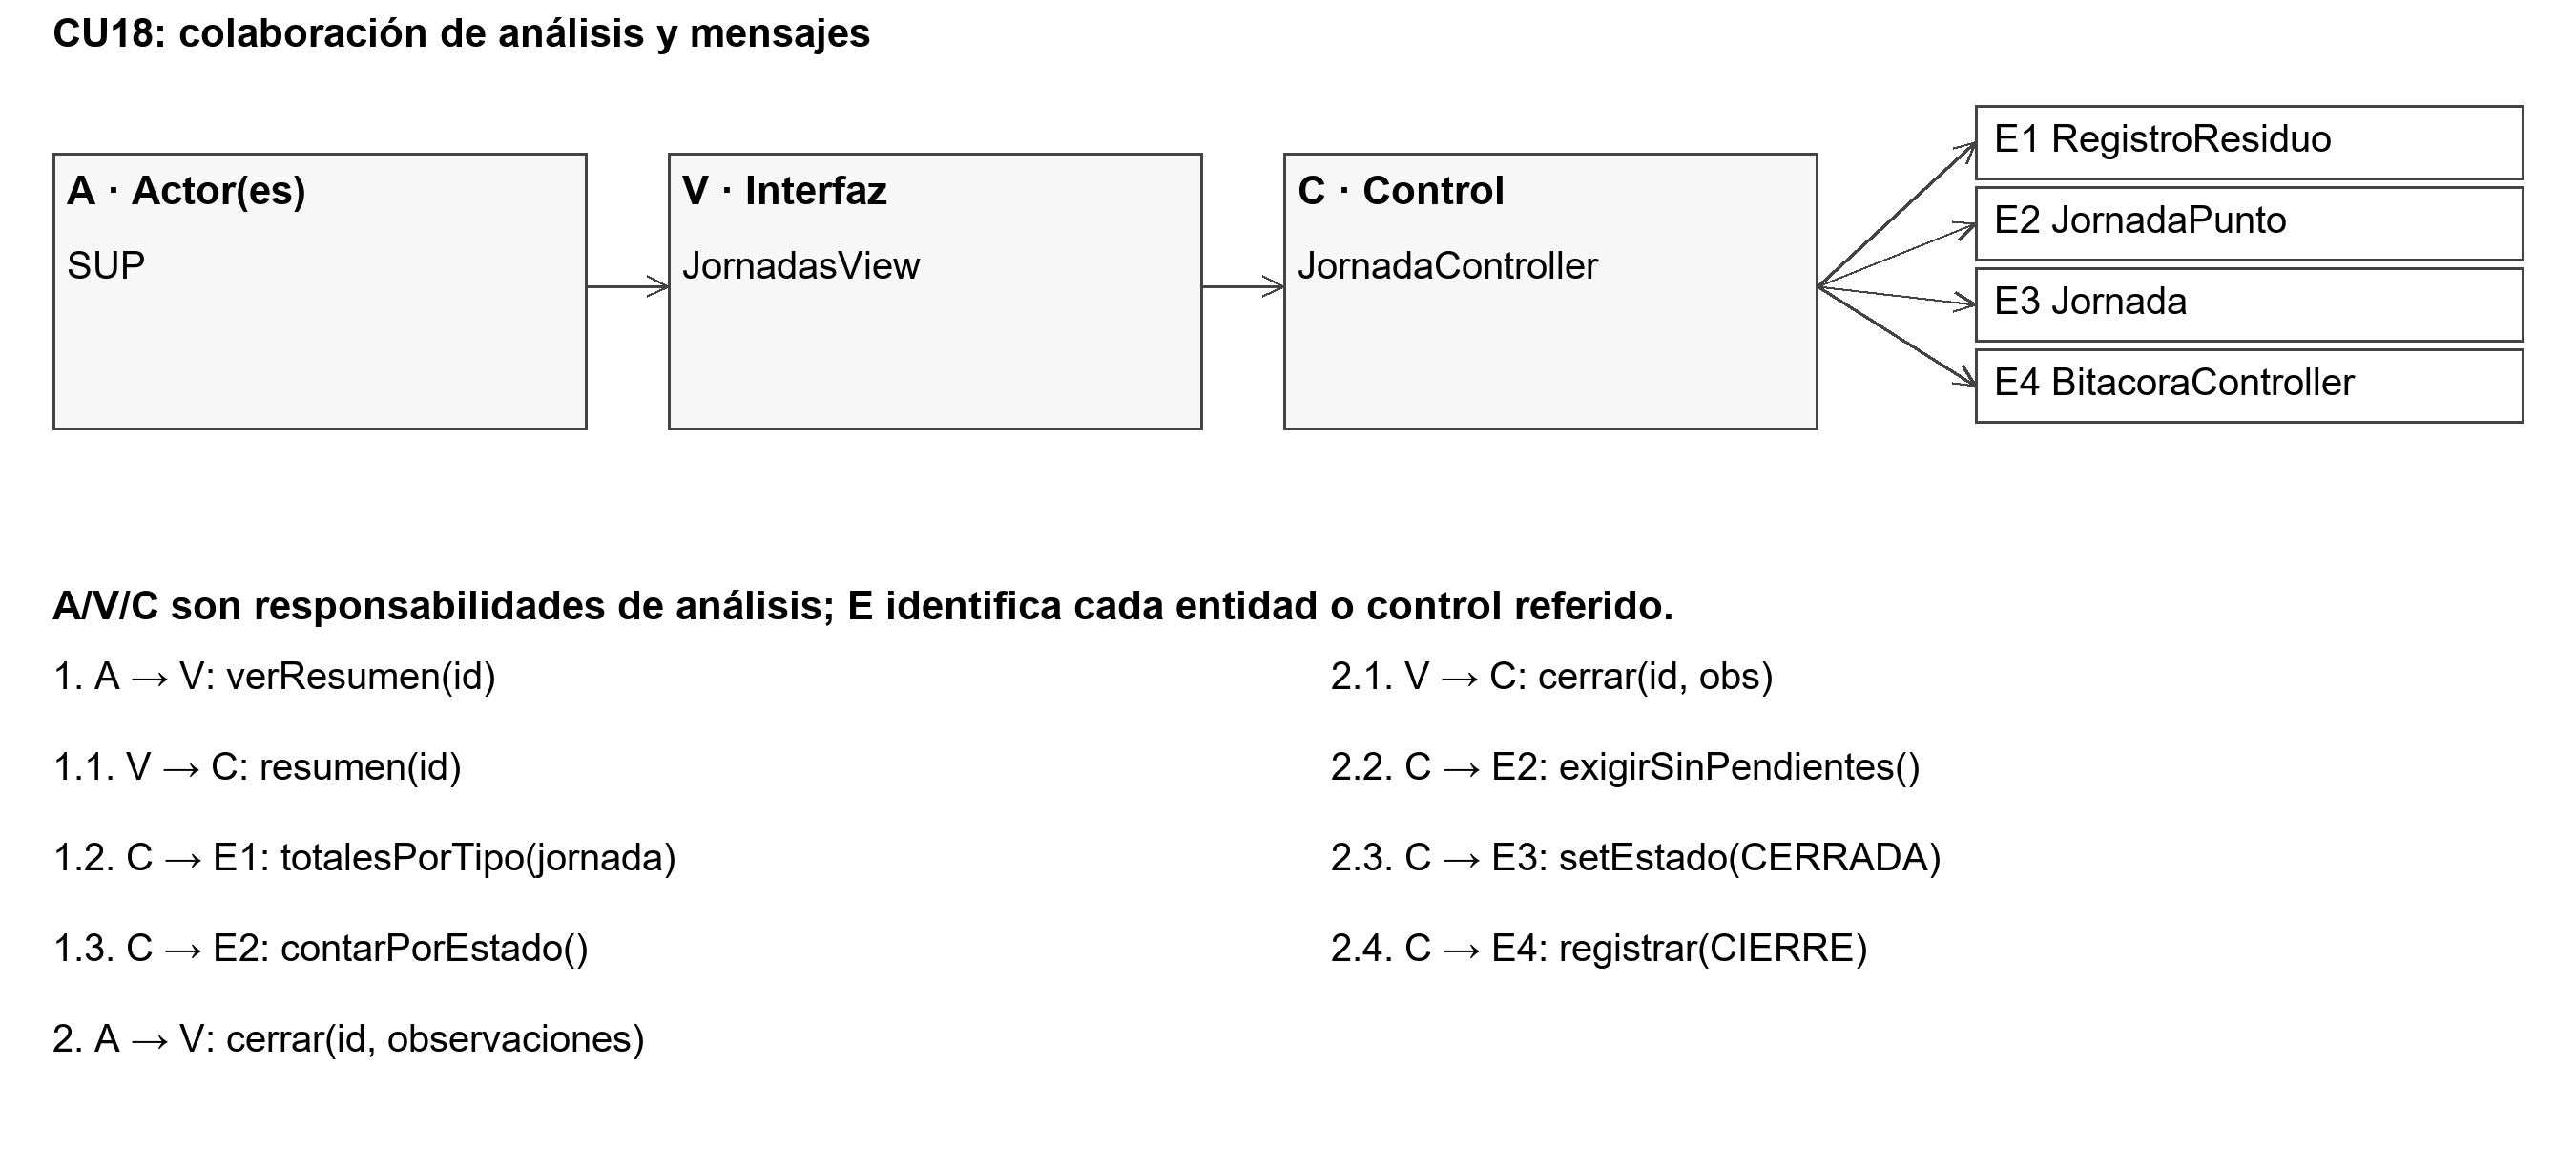 CU18: colaboración de análisis y mensajes
A · Actor(es)
SUP
V · Interfaz
JornadasView
C · Control
JornadaController
E1 RegistroResiduo
E2 JornadaPunto
E3 Jornada
E4 BitacoraController
A/V/C son responsabilidades de análisis; E identifica cada entidad o control referido.
1. A → V: verResumen(id)
1.1. V → C: resumen(id)
1.2. C → E1: totalesPorTipo(jornada)
1.3. C → E2: contarPorEstado()
2. A → V: cerrar(id, observaciones)
2.1. V → C: cerrar(id, obs)
2.2. C → E2: exigirSinPendientes()
2.3. C → E3: setEstado(CERRADA)
2.4. C → E4: registrar(CIERRE)